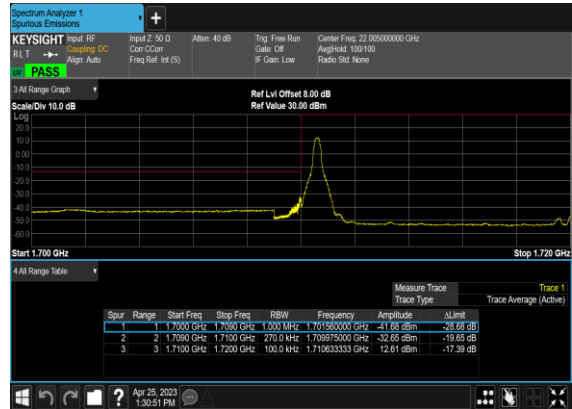 Spectrum Analyzer 1
Spurious Emissions
KEYSIGHT Input: RF Input Z: 50 Ω Atten: 40 dB Trig: Free Run Center Freq: 22.005000000 GHz
RLT Coupling: DC Corr CCorr Gate: Off Avg|Hold: 100/100
Align: Auto Freq Ref: Int (S) IF Gain: Low Radio Std: None
LW PASS
3 All Range Graph
Ref Lvl Offset 8.00 dB
Scale/Div 10.0 dB Ref Value 30.00 dBm
Log
20.0
10.0
0.00
-10.0
-20.0
-30.0
-40.0
-50.0
-60.0
Start 1.700 GHz Stop 1.720 GHz
4 All Range Table
Measure Trace Trace 1
Trace Type Trace Average (Active)
Spur Range Start Freq Stop Freq RBW Frequency Amplitude ΔLimit
1 1 1.7000 GHz 1.7090 GHz 1.000 MHz 1.701560000 GHz -41.68 dBm -28.68 dB
2 2 1.7090 GHz 1.7100 GHz 270.0 kHz 1.709975000 GHz -32.65 dBm -19.65 dB
3 3 1.7100 GHz 1.7200 GHz 100.0 kHz 1.710633333 GHz 12.61 dBm -17.39 dB
? Apr 25, 2023
1:30:51 PM